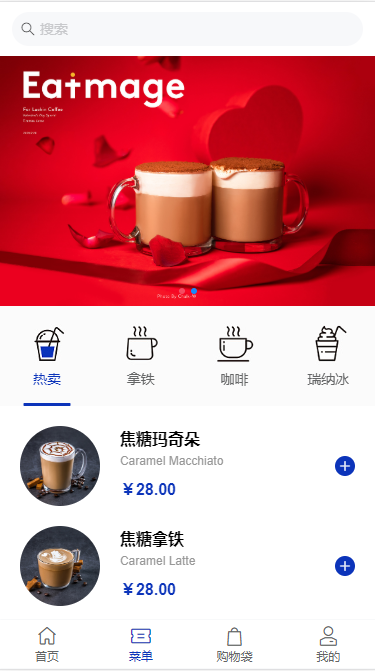 搜索
Eatmage
For Luckin Coffee
Photo By Chale-W
热卖
拿铁
咖啡
瑞纳冰
焦糖玛奇朵
Caramel Macchiato
￥28.00
焦糖拿铁
Caramel Latte
￥28.00
首页
菜单
购物袋
我的